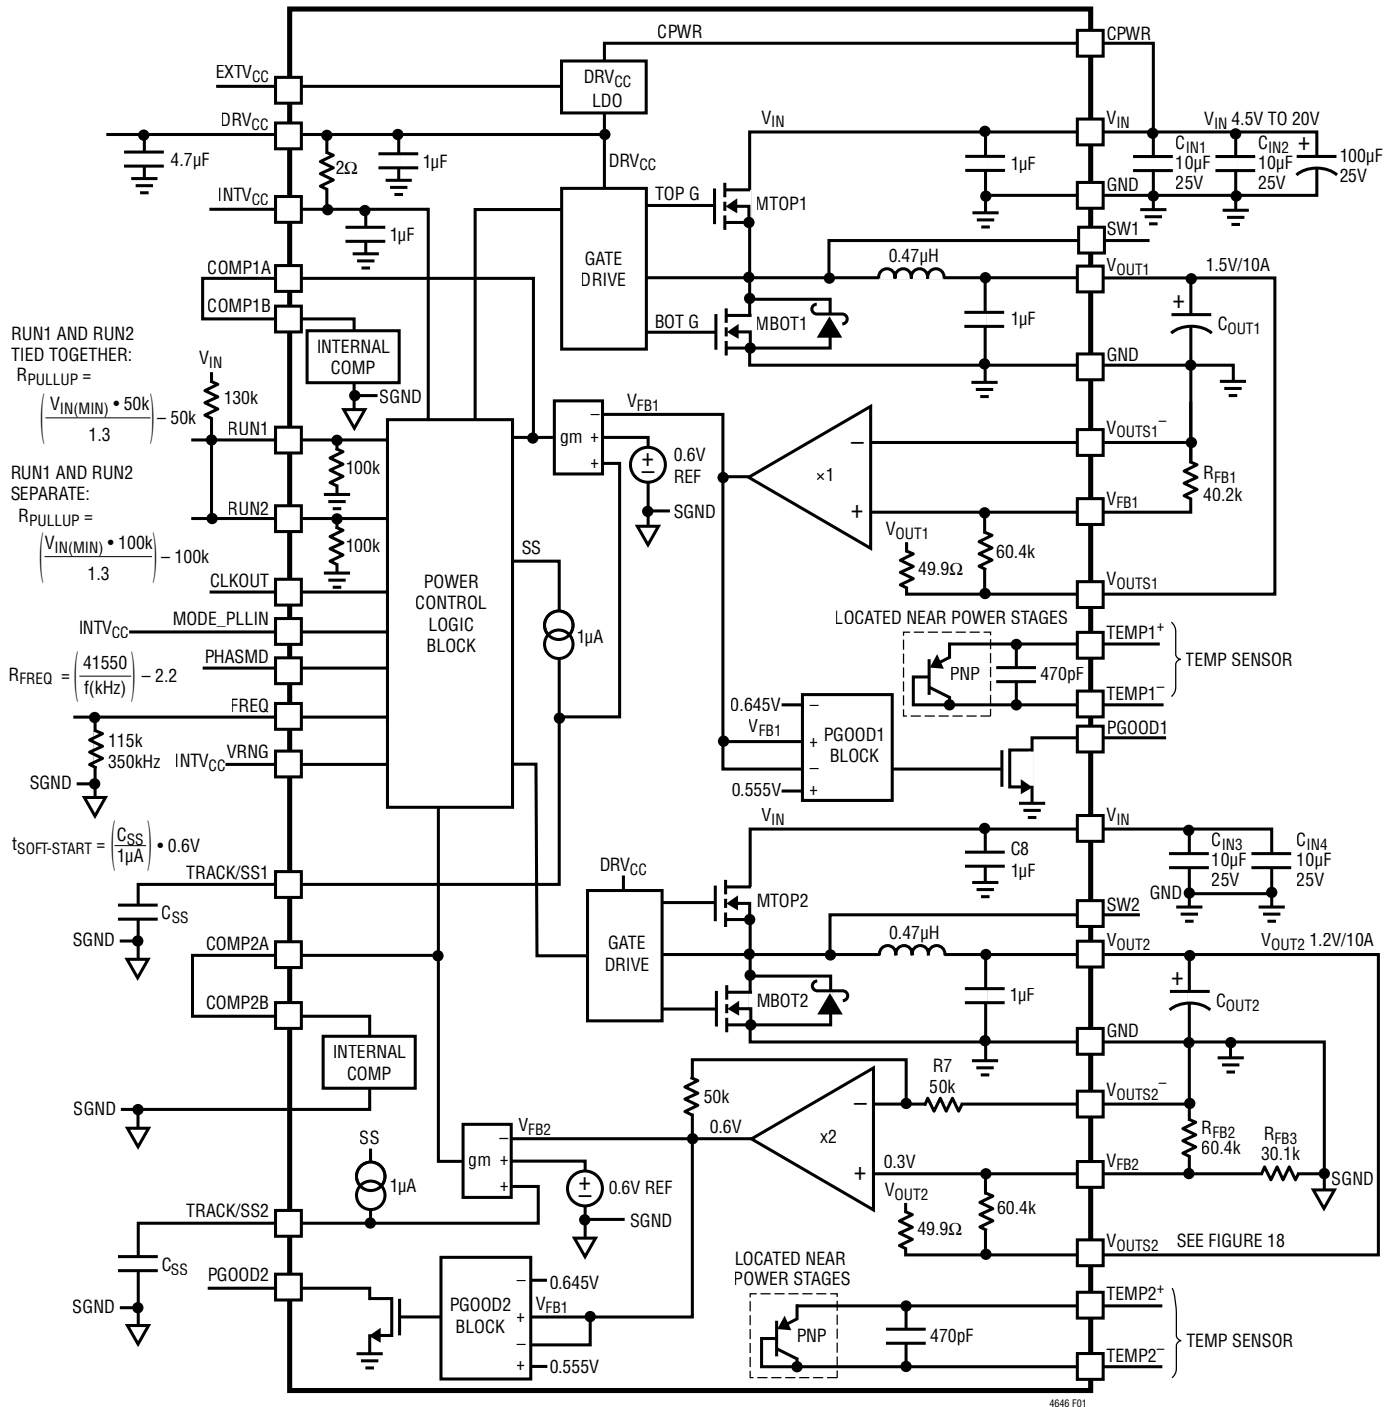 CPWR
CPWR
EXTVCC
DRVCC
LDO
DRVCC
4.7µF
2Ω
1µF
DRVCC
VIN
VIN
VIN 4.5V TO 20V
1µF
CIN1
10µF
25V
CIN2
10µF
25V
+
100µF
25V
GND
INTVCC
1µF
TOP G
MTOP1
SW1
GATE
DRIVE
0.47µH
VOUT1
1.5V/10A
COMP1A
COMP1B
INTERNAL
COMP
SGND
BOT G
MBOT1
1µF
+
COUT1
GND
RUN1 AND RUN2
TIED TOGETHER:
RPULLUP =
(VIN(MIN) • 50k
1.3) – 50k
VIN
130k
RUN1
100k
RUN1 AND RUN2
SEPARATE:
RPULLUP =
(VIN(MIN) • 100k
1.3) – 100k
RUN2
100k
gm
–
+
+
VFB1
+
–
0.6V
REF
SGND
–
×1
+
VOUTS1–
RFB1
40.2k
VFB1
VOUT1
49.9Ω
60.4k
VOUTS1
SS
1µA
POWER
CONTROL
LOGIC
BLOCK
CLKOUT
INTVCC
MODE_PLLIN
PHASMD
RFREQ = (41550
f(kHz)) – 2.2
FREQ
115k
350kHz
SGND
INTVCC
VRNG
LOCATED NEAR POWER STAGES
PNP
470pF
TEMP1+
TEMP1–
TEMP SENSOR
0.645V
–
VFB1
+
–
0.555V
+
PGOOD1
BLOCK
PGOOD1
tSOFT-START = (CSS
1µA) • 0.6V
TRACK/SS1
CSS
SGND
VIN
VIN
C8
1µF
CIN3
10µF
25V
CIN4
10µF
25V
GND
DRVCC
MTOP2
SW2
GATE
DRIVE
0.47µH
VOUT2
VOUT2 1.2V/10A
COMP2A
COMP2B
INTERNAL
COMP
SGND
MBOT2
1µF
+
COUT2
GND
50k
R7
50k
VOUTS2–
–
x2
+
0.6V
0.3V
RFB2
60.4k
RFB3
30.1k
VFB2
SGND
VFB2
gm
–
+
+
+
–
0.6V REF
SGND
SS
1µA
TRACK/SS2
CSS
SGND
VOUT2
49.9Ω
60.4k
VOUTS2
SEE FIGURE 18
PGOOD2
PGOOD2
BLOCK
–
0.645V
+
VFB1
–
+
0.555V
LOCATED NEAR
POWER STAGES
PNP
470pF
TEMP2+
TEMP2–
TEMP SENSOR
4646 F01